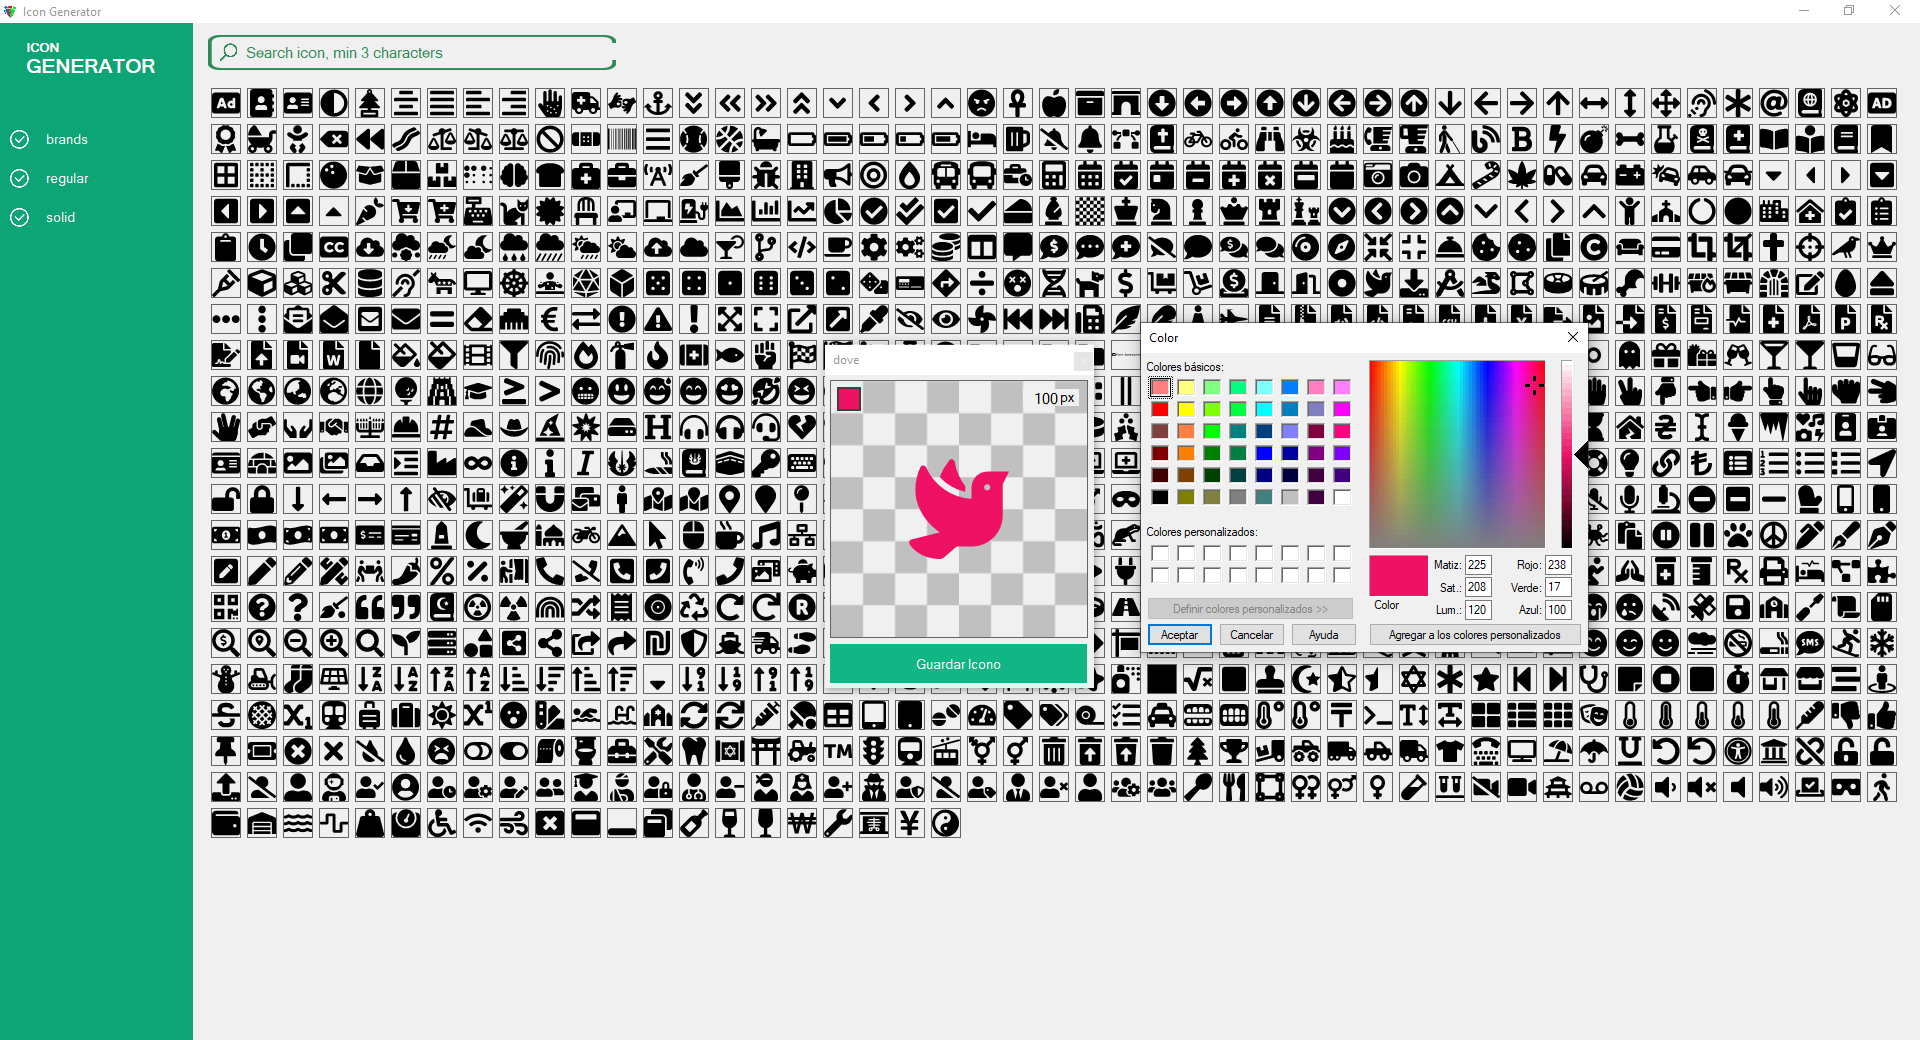 Icon Generator
ICON
GENERATOR
Search icon, min 3 characters
brands
regular
solid
dove
100 px
Guardar Icono
Color
Colores básicos:
Colores personalizados:
Definir colores personalizados >>
Aceptar
Cancelar
Ayuda
Color
Matiz: 225
Sat.: 208
Lum.: 120
Rojo: 238
Verde: 17
Azul: 100
Agregar a los colores personalizados